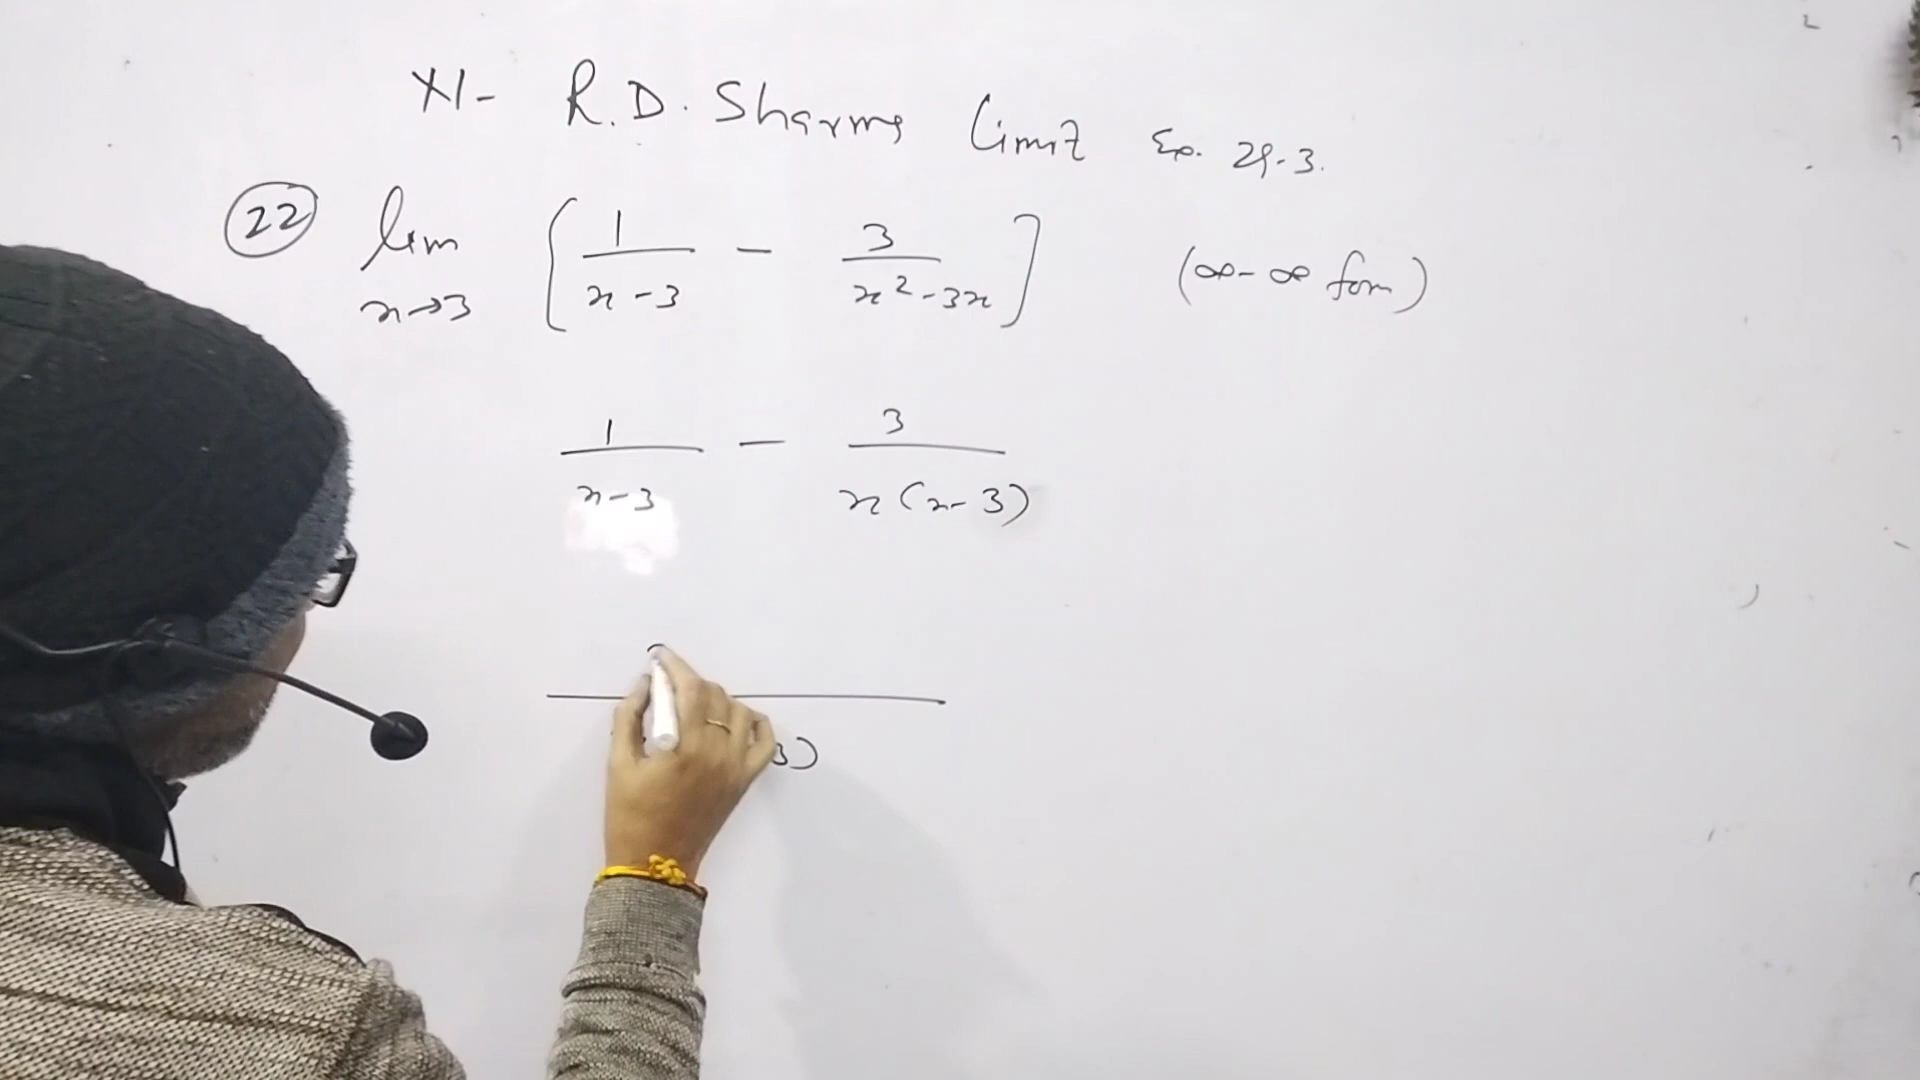 XI- R.D. Sharma Limit Ex. 29.3.
(22) lim x→3 [ 1/(x-3) - 3/(x²-3x) ] (∞-∞ form)
1/(x-3) - 3/(x(x-3))
3)